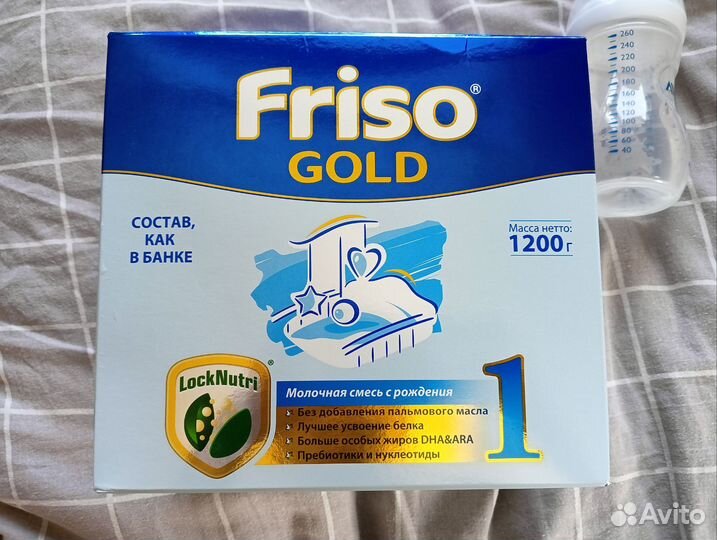 Friso®
GOLD
СОСТАВ,
КАК
В БАНКЕ
Масса нетто:
1200 г
LockNutri®
Молочная смесь с рождения
Без добавления пальмового масла
Лучшее усвоение белка
Больше особых жиров DHA&ARA
Пребиотики и нуклеотиды
1
260
240
220
200
180
160
140
120
100
80
60
40
Avito